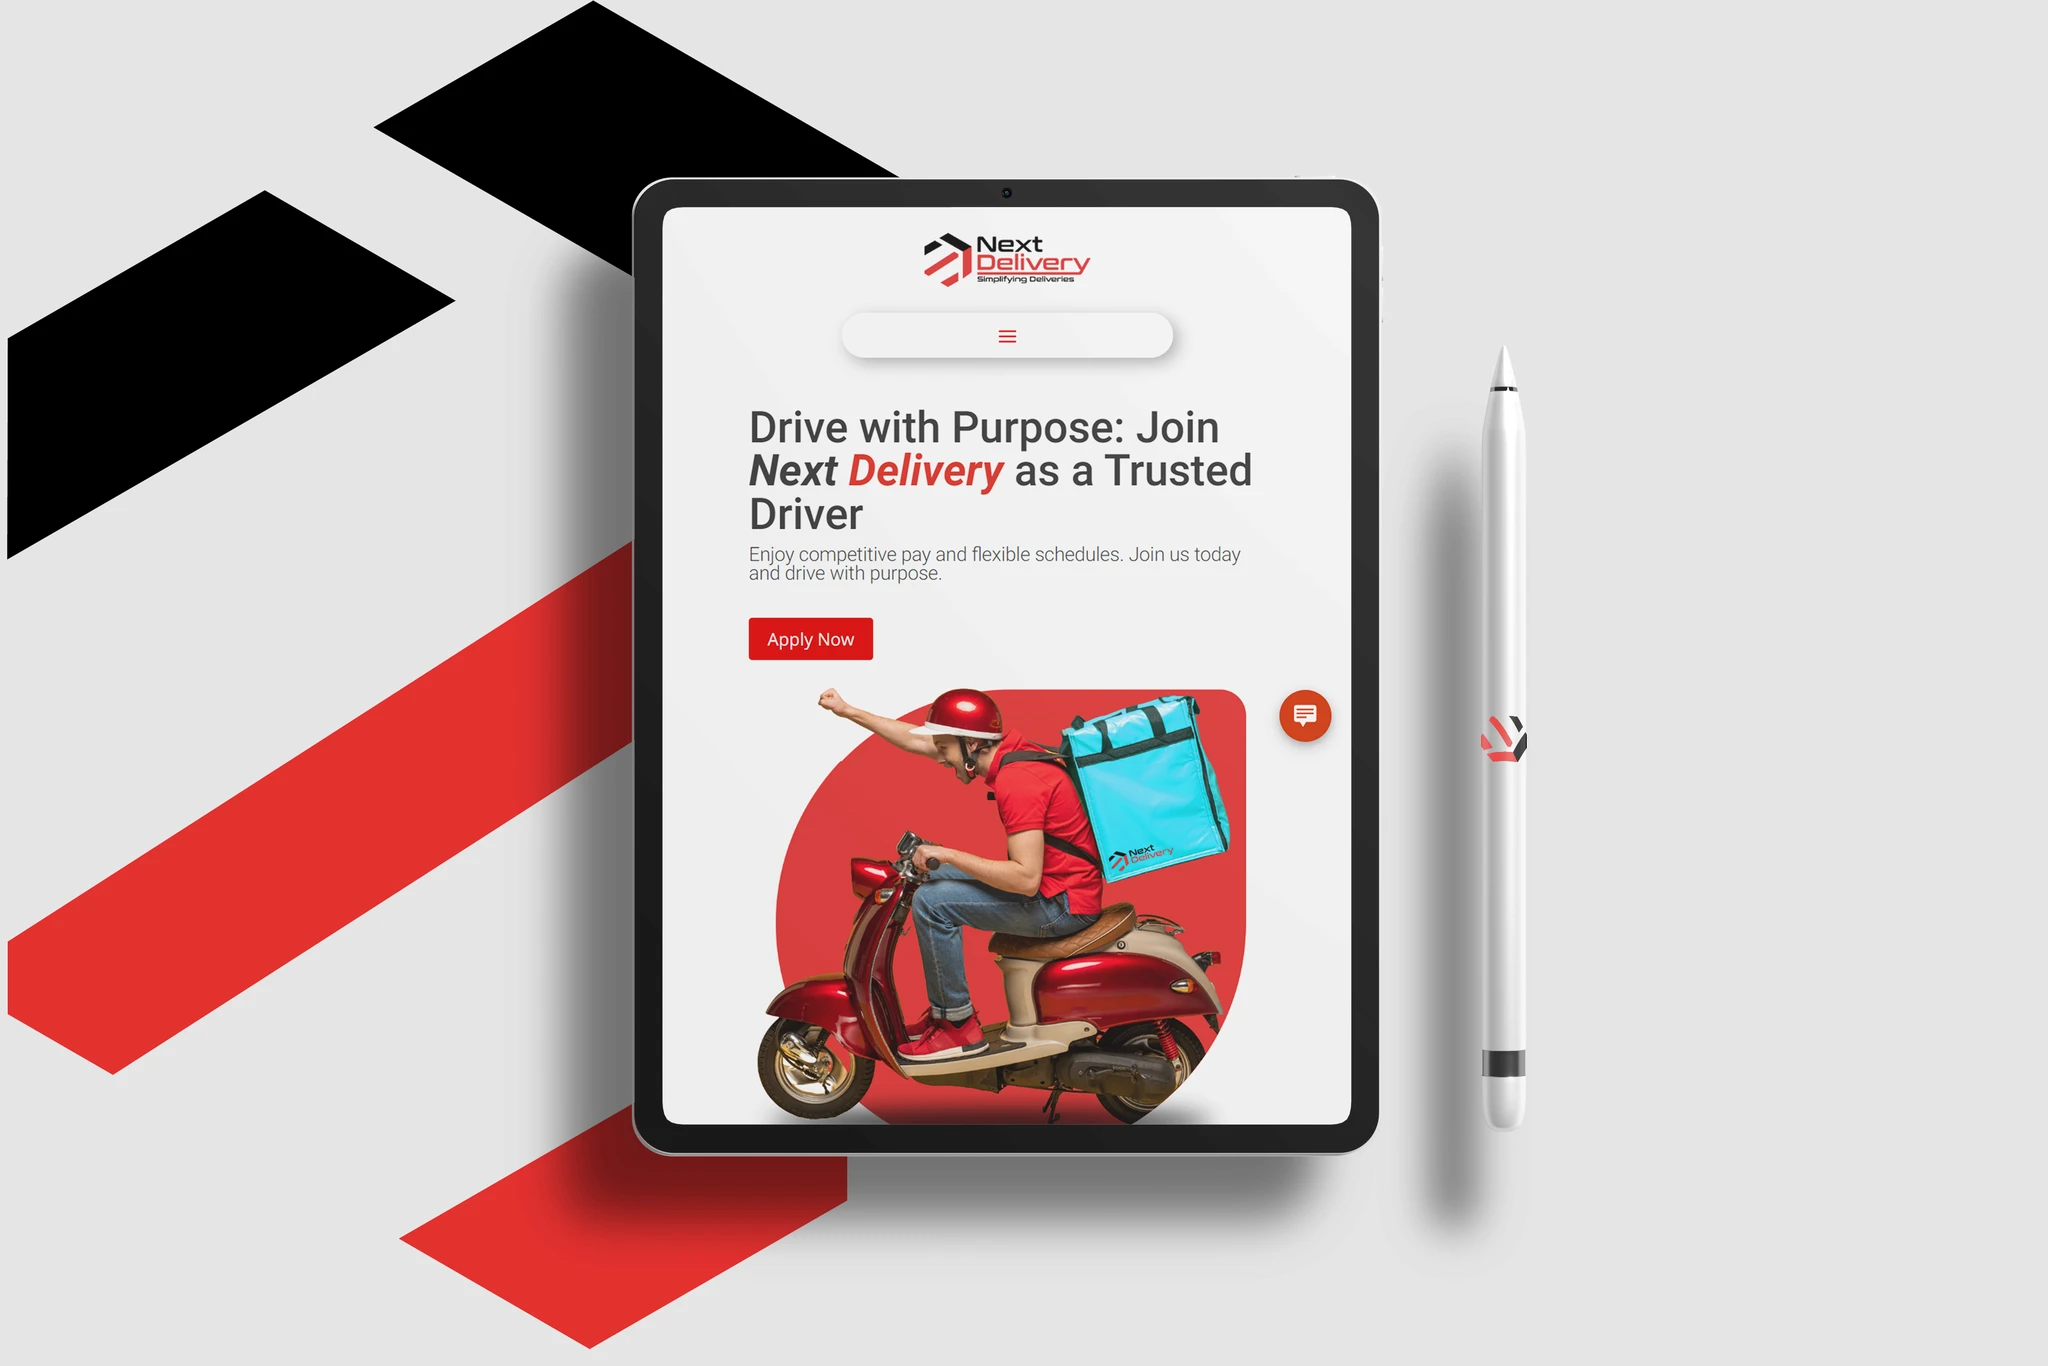 Next
Delivery
Simplifying Deliveries
Drive with Purpose: Join
Next Delivery as a Trusted
Driver
Enjoy competitive pay and flexible schedules. Join us today
and drive with purpose.
Apply Now
Next
Delivery